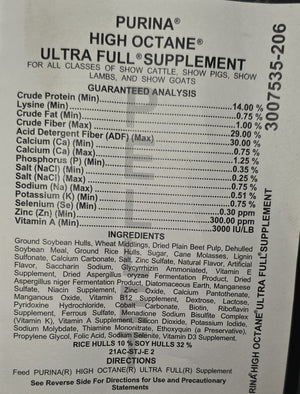 PURINA®
HIGH OCTANE®
ULTRA FULL® SUPPLEMENT
FOR ALL CLASSES OF SHOW CATTLE, SHOW PIGS, SHOW
LAMBS, AND SHOW GOATS
GUARANTEED ANALYSIS
Crude Protein (Min) 14.00 %
Lysine (Min) 0.75 %
Crude Fat (Min) 1.00 %
Crude Fiber (Max) 29.00 %
Acid Detergent Fiber (ADF) (Max) 30.00 %
Calcium (Ca) (Min) 0.75 %
Calcium (Ca) (Max) 1.25 %
Phosphorus (P) (Min) 0.35 %
Salt (NaCl) (Min) 0.25 %
Salt (NaCl) (Max) 0.75 %
Sodium (Na) (Max) 0.25 %
Potassium (K) (Min) 0.51 %
Selenium (Se) (Min) 0.30 ppm
Zinc (Zn) (Min) 300.00 ppm
Vitamin A (Min) 3000 IU/LB
INGREDIENTS
Ground Soybean Hulls, Wheat Middlings, Dried Plain Beet Pulp, Dehulled
Soybean Meal, Ground Rice Hulls, Sugar, Cane Molasses, Lignin
Sulfonate, Calcium Carbonate, Salt, Zinc Sulfate, Natural Flavor, Artificial
Flavor, Saccharin Sodium, Glycyrrhizin Ammoniated, Vitamin E
Supplement, Dried Aspergillus oryzae Fermentation Product, Dried
Aspergillus niger Fermentation Product, Diatomaceous Earth, Manganese
Sulfate, Niacin Supplement, Zinc Oxide, Calcium Pantothenate,
Manganous Oxide, Vitamin B12 Supplement, Dextrose, Lactose,
Pyridoxine Hydrochloride, Cobalt Carbonate, Biotin, Riboflavin
Supplement, Ferrous Sulfate, Menadione Sodium Bisulfite Complex
(Vitamin K), Vitamin A Supplement, Silicon Dioxide, Potassium Iodate,
Sodium Molybdate, Thiamine Mononitrate, Ethoxyquin (a Preservative),
Propylene Glycol, Folic Acid, Sodium Selenite, Vitamin D3 Supplement.
RICE HULLS 10 % SOY HULLS 32 %
21AC-STJ-E 2
DIRECTIONS
Feed PURINA(R) HIGH OCTANE(R) ULTRA FULL(R) Supplement
See Reverse Side For Directions for Use and Precautionary
Statements
3007535-206
HIGH OCTANE® ULTRA FULL® SUPPLEMENT